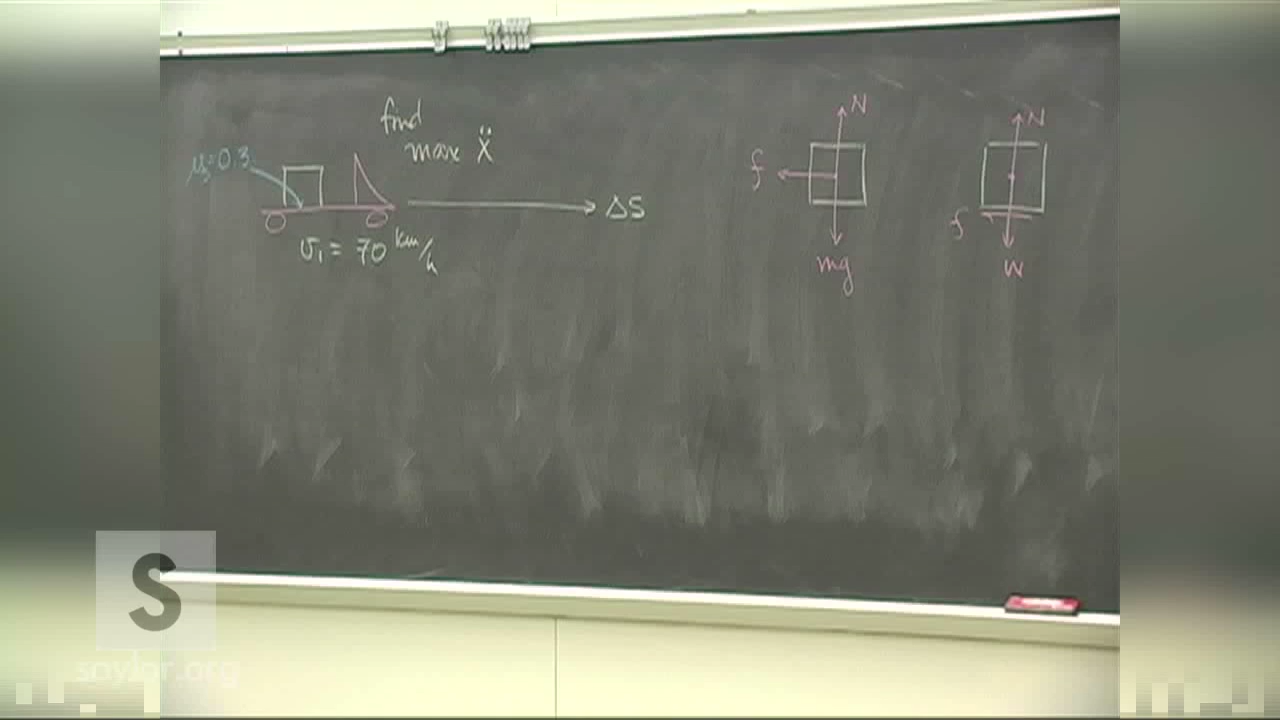 find
max Ẍ
μs=0.3
ΔS
v₁ = 70 km/h
N
f
mg
N
f
W
S
saylor.org